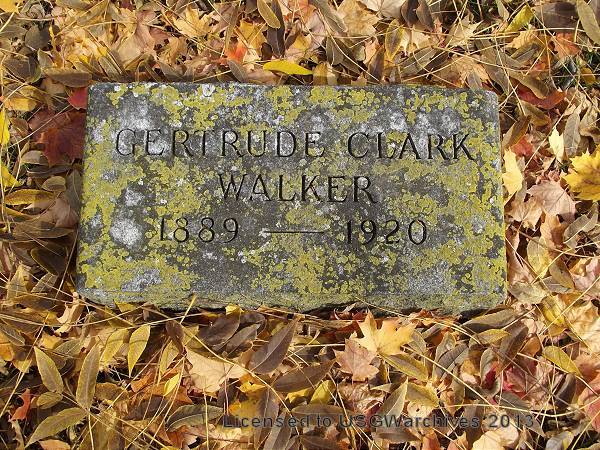 GERTRUDE CLARK
WALKER
1889 — 1920
Licensed to USGWarchives 2013